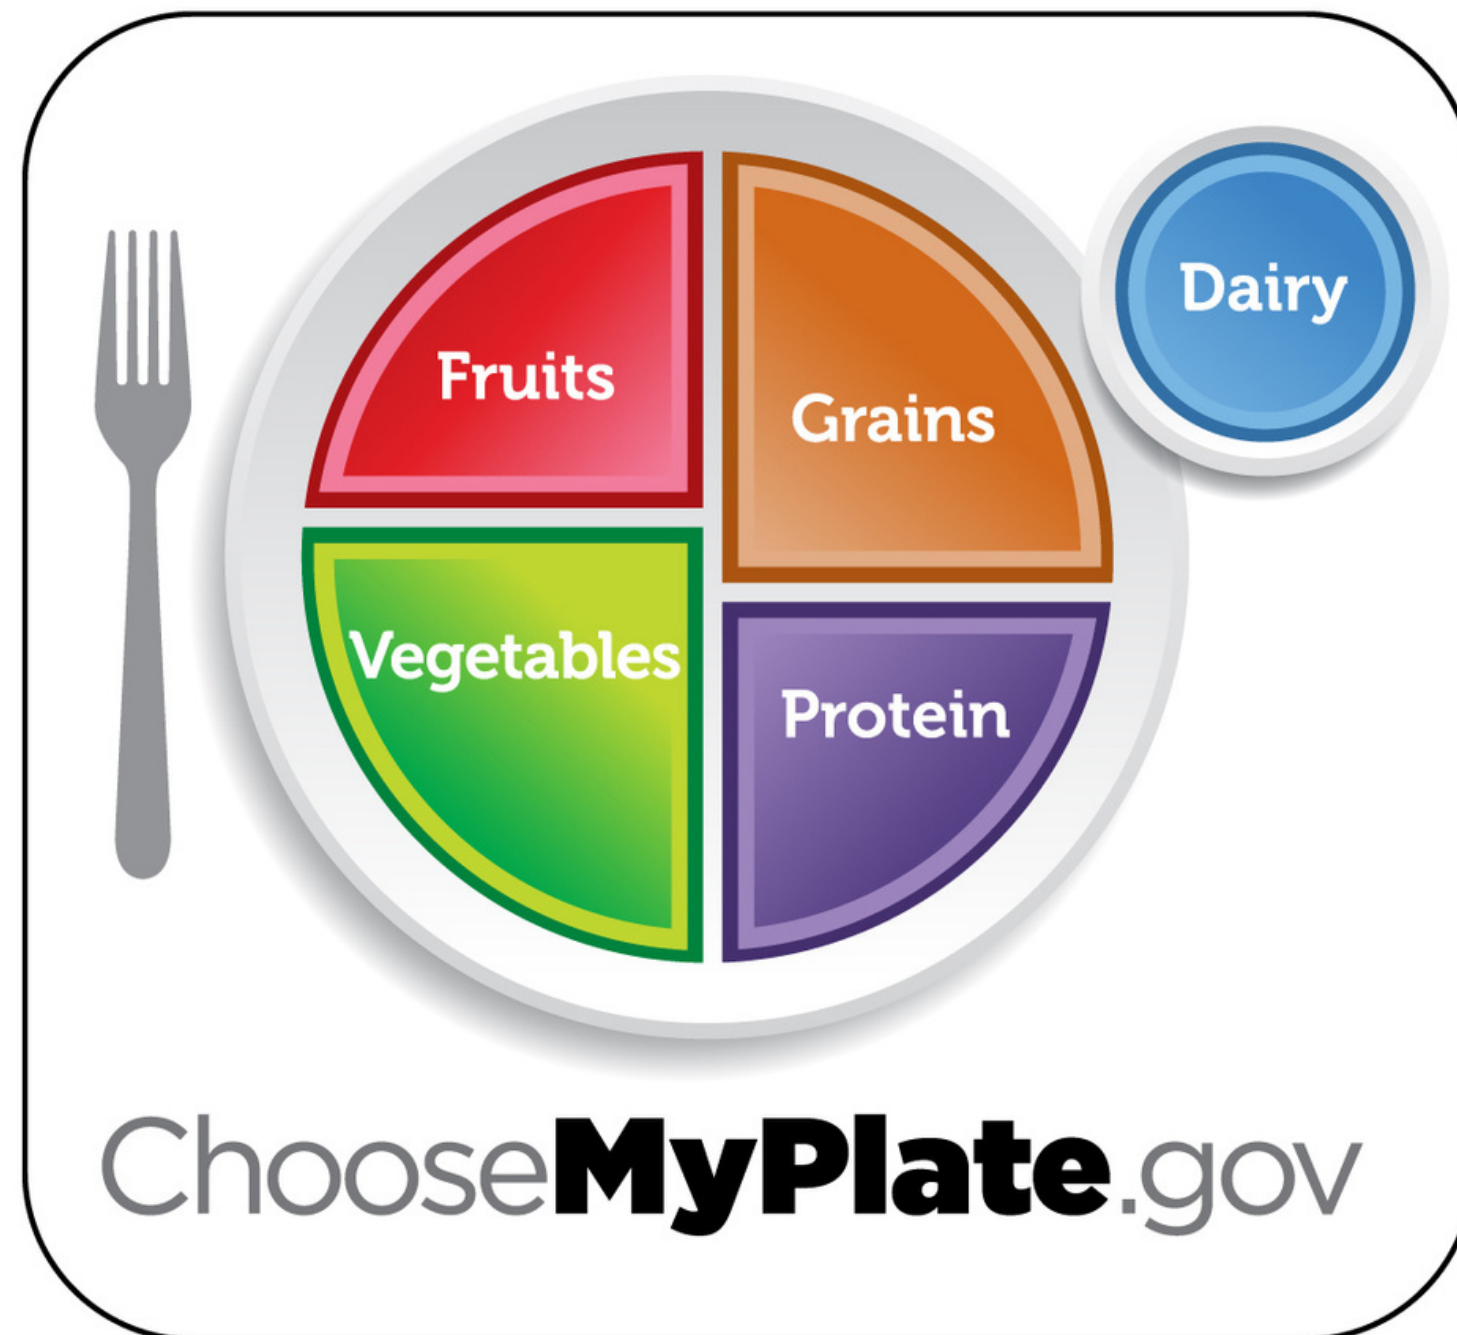 Fruits
Grains
Dairy
Vegetables
Protein
ChooseMyPlate.gov